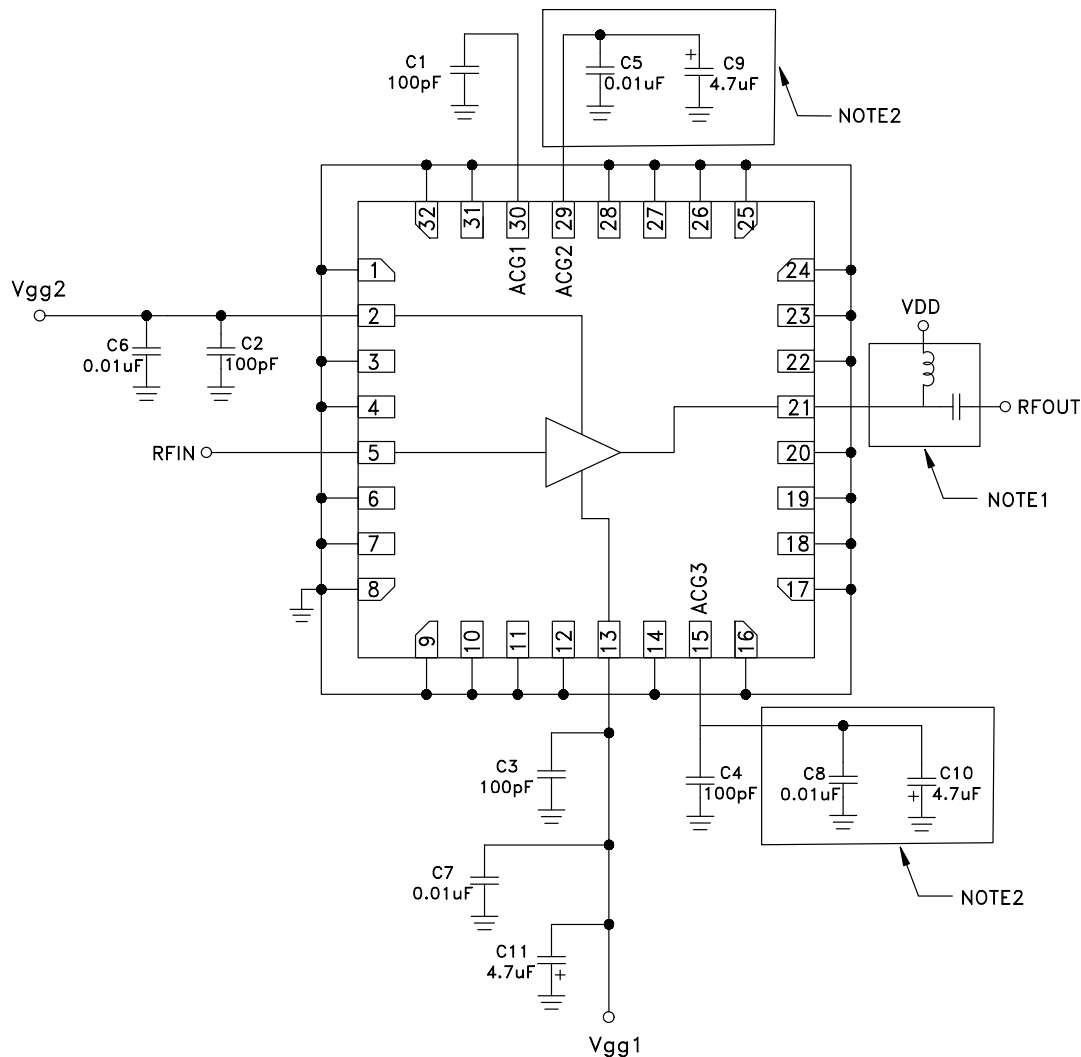 C1
100pF
+
C5
0.01uF
C9
4.7uF
NOTE2
32
31
30
29
28
27
26
25
ACG1
ACG2
1
24
Vgg2
2
23
VDD
C6
0.01uF
C2
100pF
3
22
4
21
RFOUT
RFIN
5
20
6
19
NOTE1
7
18
8
17
ACG3
9
10
11
12
13
14
15
16
C3
100pF
C4
100pF
C8
0.01uF
C10
+
4.7uF
C7
0.01uF
NOTE2
C11
4.7uF
+
Vgg1